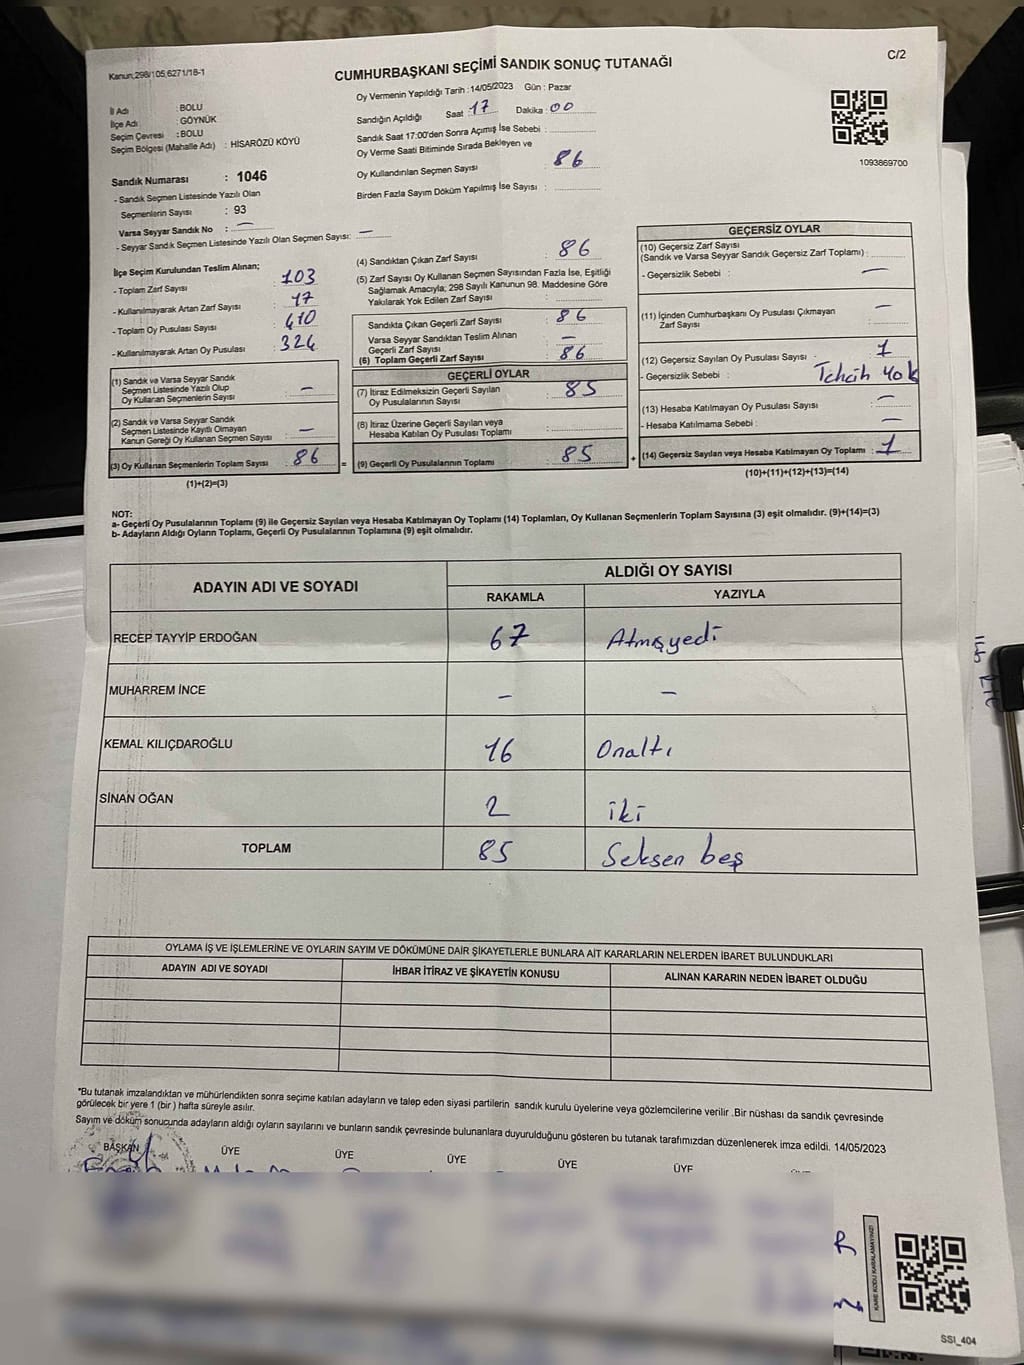 Kanun,298/105,6271/18-1
CUMHURBAŞKANI SEÇİMİ SANDIK SONUÇ TUTANAĞI
C/2
Oy Vermenin Yapıldığı Tarih : 14/05/2023 Gün : Pazar
İl Adı : BOLU
İlçe Adı : GÖYNÜK
Seçim Çevresi : BOLU
Seçim Bölgesi (Mahalle Adı) : HİSARÖZÜ KÖYÜ
Sandığın Açıldığı Saat : 17 Dakika : 00
Sandık Saat 17:00'den Sonra Açımış İse Sebebi :
Oy Verme Saati Bitiminde Sırada Bekleyen ve
Oy Kullandırılan Seçmen Sayısı : 86
Birden Fazla Sayım Döküm Yapılmış İse Sayısı :
1093869700
Sandık Numarası : 1046
- Sandık Seçmen Listesinde Yazılı Olan
Seçmenlerin Sayısı : 93
Varsa Seyyar Sandık No : —
- Seyyar Sandık Seçmen Listesinde Yazılı Olan Seçmen Sayısı: —
İlçe Seçim Kurulundan Teslim Alınan;
- Toplam Zarf Sayısı : 103
- Kullanılmayarak Artan Zarf Sayısı : 17
- Toplam Oy Pusulası Sayısı : 410
- Kullanılmayarak Artan Oy Pusulası : 324
(1) Sandık ve Varsa Seyyar Sandık
Seçmen Listesinde Yazılı Olup
Oy Kullanan Seçmenlerin Sayısı : —
(2) Sandık ve Varsa Seyyar Sandık
Seçmen Listesinde Kayıtlı Olmayan
Kanun Gereği Oy Kullanan Seçmen Sayısı : —
(3) Oy Kullanan Seçmenlerin Toplam Sayısı : 86 =
(1)+(2)=(3)
(4) Sandıktan Çıkan Zarf Sayısı : 86
(5) Zarf Sayısı Oy Kullanan Seçmen Sayısından Fazla İse, Eşitliği
Sağlamak Amacıyla; 298 Sayılı Kanunun 98. Maddesine Göre
Yakılarak Yok Edilen Zarf Sayısı :
Sandıkta Çıkan Geçerli Zarf Sayısı : 86
Varsa Seyyar Sandıktan Teslim Alınan
Geçerli Zarf Sayısı : —
(6) Toplam Geçerli Zarf Sayısı : 86
GEÇERLİ OYLAR
(7) İtiraz Edilmeksizin Geçerli Sayılan
Oy Pusulalarının Sayısı : 85
(8) İtiraz Üzerine Geçerli Sayılan veya
Hesaba Katılan Oy Pusulası Toplamı :
(9) Geçerli Oy Pusulalarının Toplamı : 85 +
GEÇERSİZ OYLAR
(10) Geçersiz Zarf Sayısı
(Sandık ve Varsa Seyyar Sandık Geçersiz Zarf Toplamı) :
- Geçersizlik Sebebi : —
(11) İçinden Cumhurbaşkanı Oy Pusulası Çıkmayan
Zarf Sayısı : —
(12) Geçersiz Sayılan Oy Pusulası Sayısı : 1
- Geçersizlik Sebebi : Tercih yok
(13) Hesaba Katılmayan Oy Pusulası Sayısı : —
- Hesaba Katılmama Sebebi : —
(14) Geçersiz Sayılan veya Hesaba Katılmayan Oy Toplamı : 1
(10)+(11)+(12)+(13)=(14)
NOT:
a- Geçerli Oy Pusulalarının Toplamı (9) ile Geçersiz Sayılan veya Hesaba Katılmayan Oy Toplamı (14) Toplamları, Oy Kullanan Seçmenlerin Toplam Sayısına (3) eşit olmalıdır. (9)+(14)=(3)
b- Adayların Aldığı Oyların Toplamı, Geçerli Oy Pusulalarının Toplamına (9) eşit olmalıdır.
ADAYIN ADI VE SOYADI
ALDIĞI OY SAYISI
RAKAMLA YAZIYLA
RECEP TAYYİP ERDOĞAN 67 Atmışyedi
MUHARREM İNCE – –
KEMAL KILIÇDAROĞLU 16 Onaltı
SİNAN OĞAN 2 iki
TOPLAM 85 Seksen beş
OYLAMA İŞ VE İŞLEMLERİNE VE OYLARIN SAYIM VE DÖKÜMÜNE DAİR ŞİKAYETLERLE BUNLARA AİT KARARLARIN NELERDEN İBARET BULUNDUKLARI
ADAYIN ADI VE SOYADI İHBAR İTİRAZ VE ŞİKAYETİN KONUSU ALINAN KARARIN NEDEN İBARET OLDUĞU
*Bu tutanak imzalandıktan ve mühürlendikten sonra seçime katılan adayların ve talep eden siyasi partilerin sandık kurulu üyelerine veya gözlemcilerine verilir .Bir nüshası da sandık çevresinde
görülecek bir yere 1 (bir ) hafta süreyle asılır.
Sayım ve döküm sonucunda adayların aldığı oyların sayılarını ve bunların sandık çevresinde bulunanlara duyurulduğunu gösteren bu tutanak tarafımızdan düzenlenerek imza edildi. 14/05/2023
BAŞKAN ÜYE ÜYE ÜYE ÜYE ÜYE
KARE KODU KARALAMAYINIZ!
SSI_404